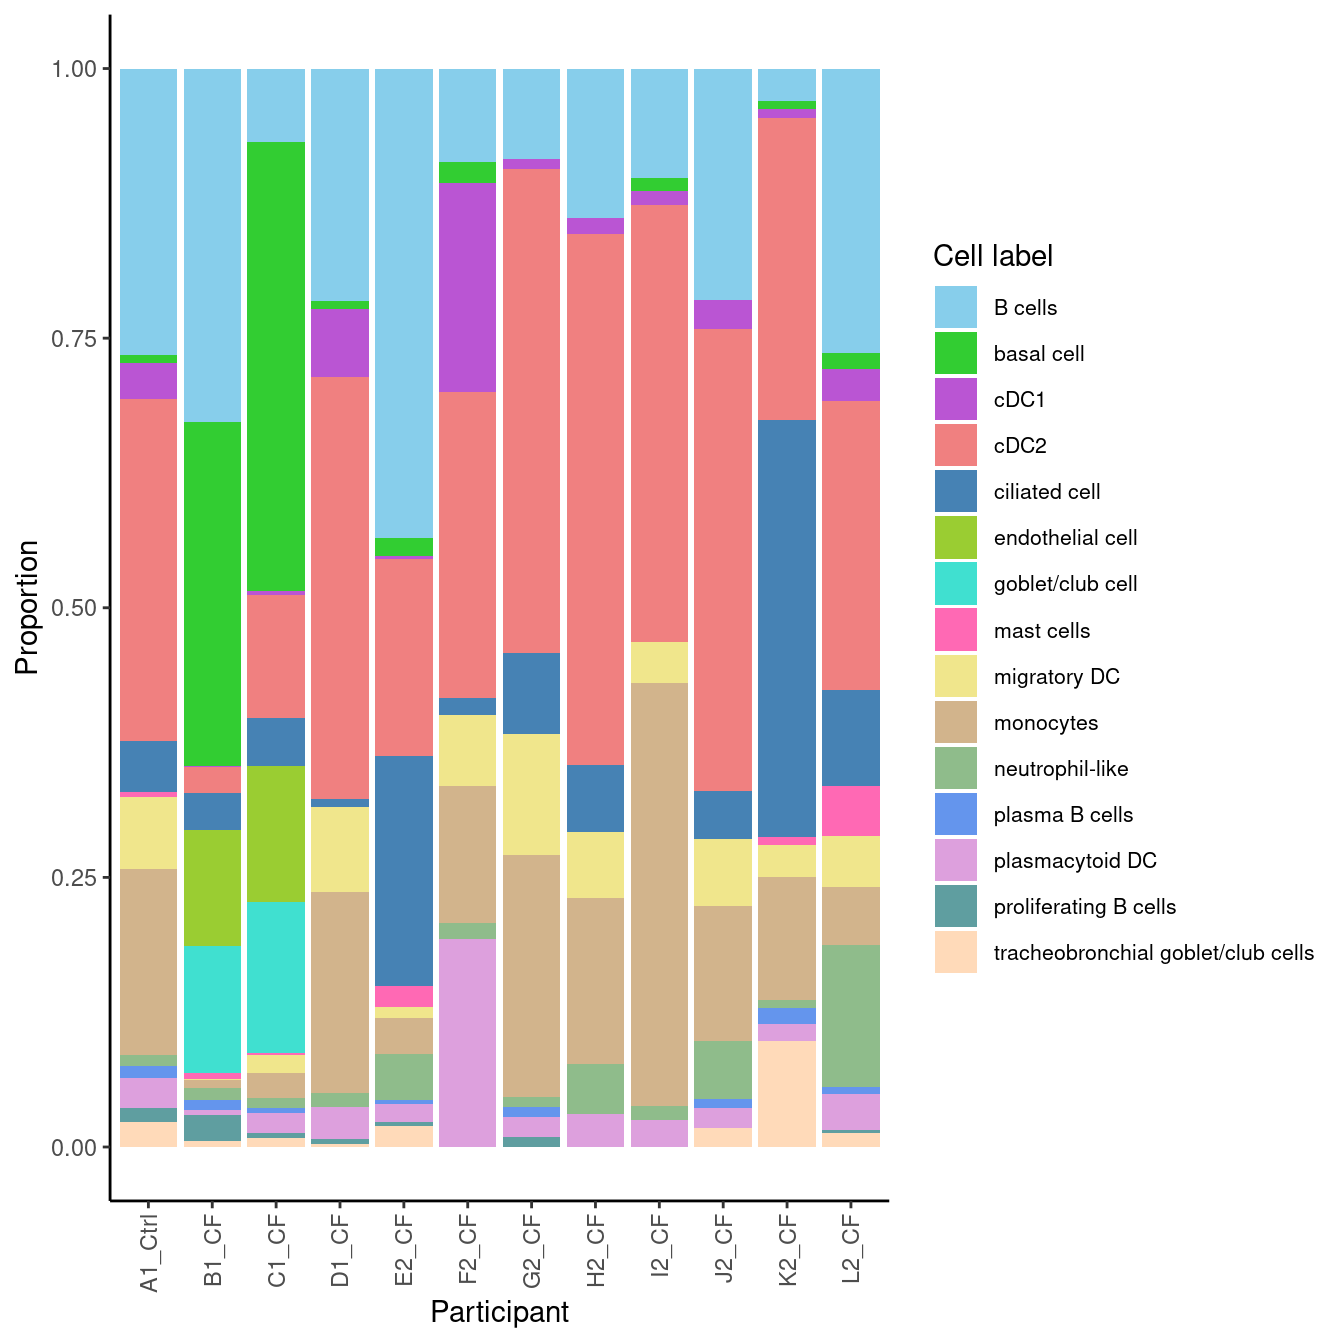 1.00
0.75
0.50
0.25
0.00
Proportion
A1_Ctrl
B1_CF
C1_CF
D1_CF
E2_CF
F2_CF
G2_CF
H2_CF
I2_CF
J2_CF
K2_CF
L2_CF
Participant
Cell label
B cells
basal cell
cDC1
cDC2
ciliated cell
endothelial cell
goblet/club cell
mast cells
migratory DC
monocytes
neutrophil-like
plasma B cells
plasmacytoid DC
proliferating B cells
tracheobronchial goblet/club cells